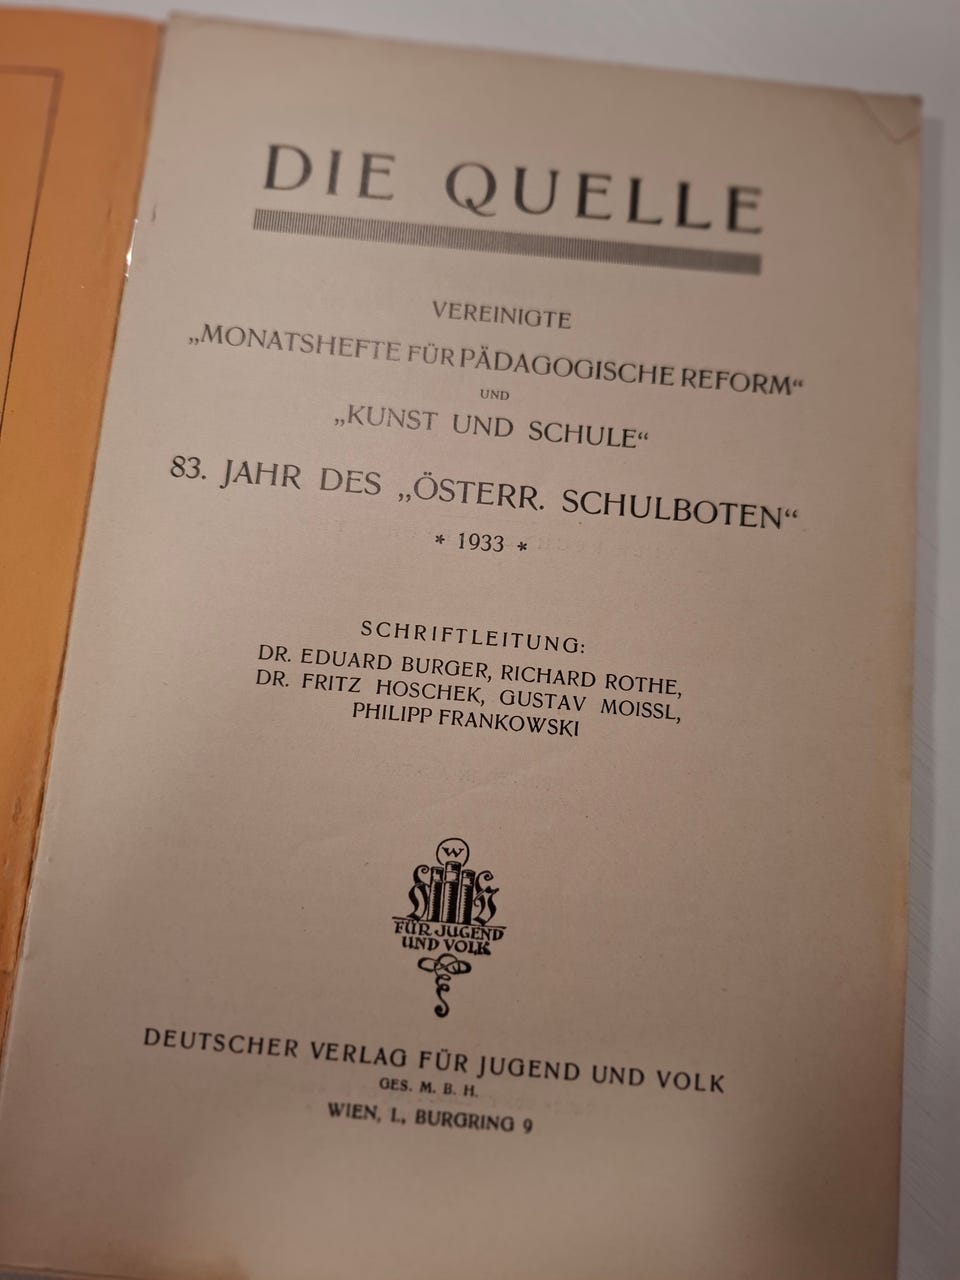 DIE QUELLE
VEREINIGTE
„MONATSHEFTE FÜR PÄDAGOGISCHE REFORM“
UND
„KUNST UND SCHULE“
83. JAHR DES „ÖSTERR. SCHULBOTEN“
* 1933 *
SCHRIFTLEITUNG:
DR. EDUARD BURGER, RICHARD ROTHE,
DR. FRITZ HOSCHEK, GUSTAV MOISSL,
PHILIPP FRANKOWSKI
W
FÜR JUGEND
UND VOLK
DEUTSCHER VERLAG FÜR JUGEND UND VOLK
GES. M. B. H.
WIEN, I., BURGRING 9